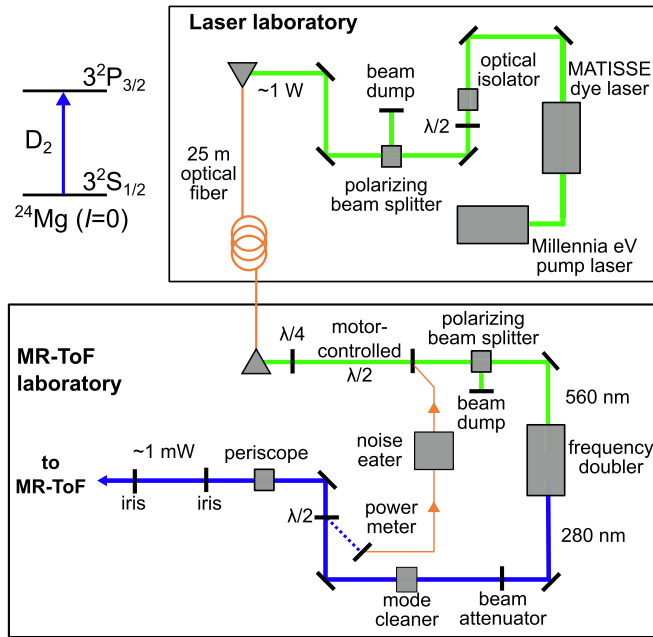 Laser laboratory
3²P₃/₂
D₂
3²S₁/₂
²⁴Mg (I=0)
~1 W
beam
dump
optical
isolator
λ/2
MATISSE
dye laser
25 m
optical
fiber
polarizing
beam splitter
Millennia eV
pump laser
MR-ToF
laboratory
λ/4
motor-
controlled
λ/2
polarizing
beam splitter
beam
dump
560 nm
noise
eater
frequency
doubler
to
MR-ToF
~1 mW
iris
iris
periscope
λ/2
power
meter
280 nm
mode
cleaner
beam
attenuator